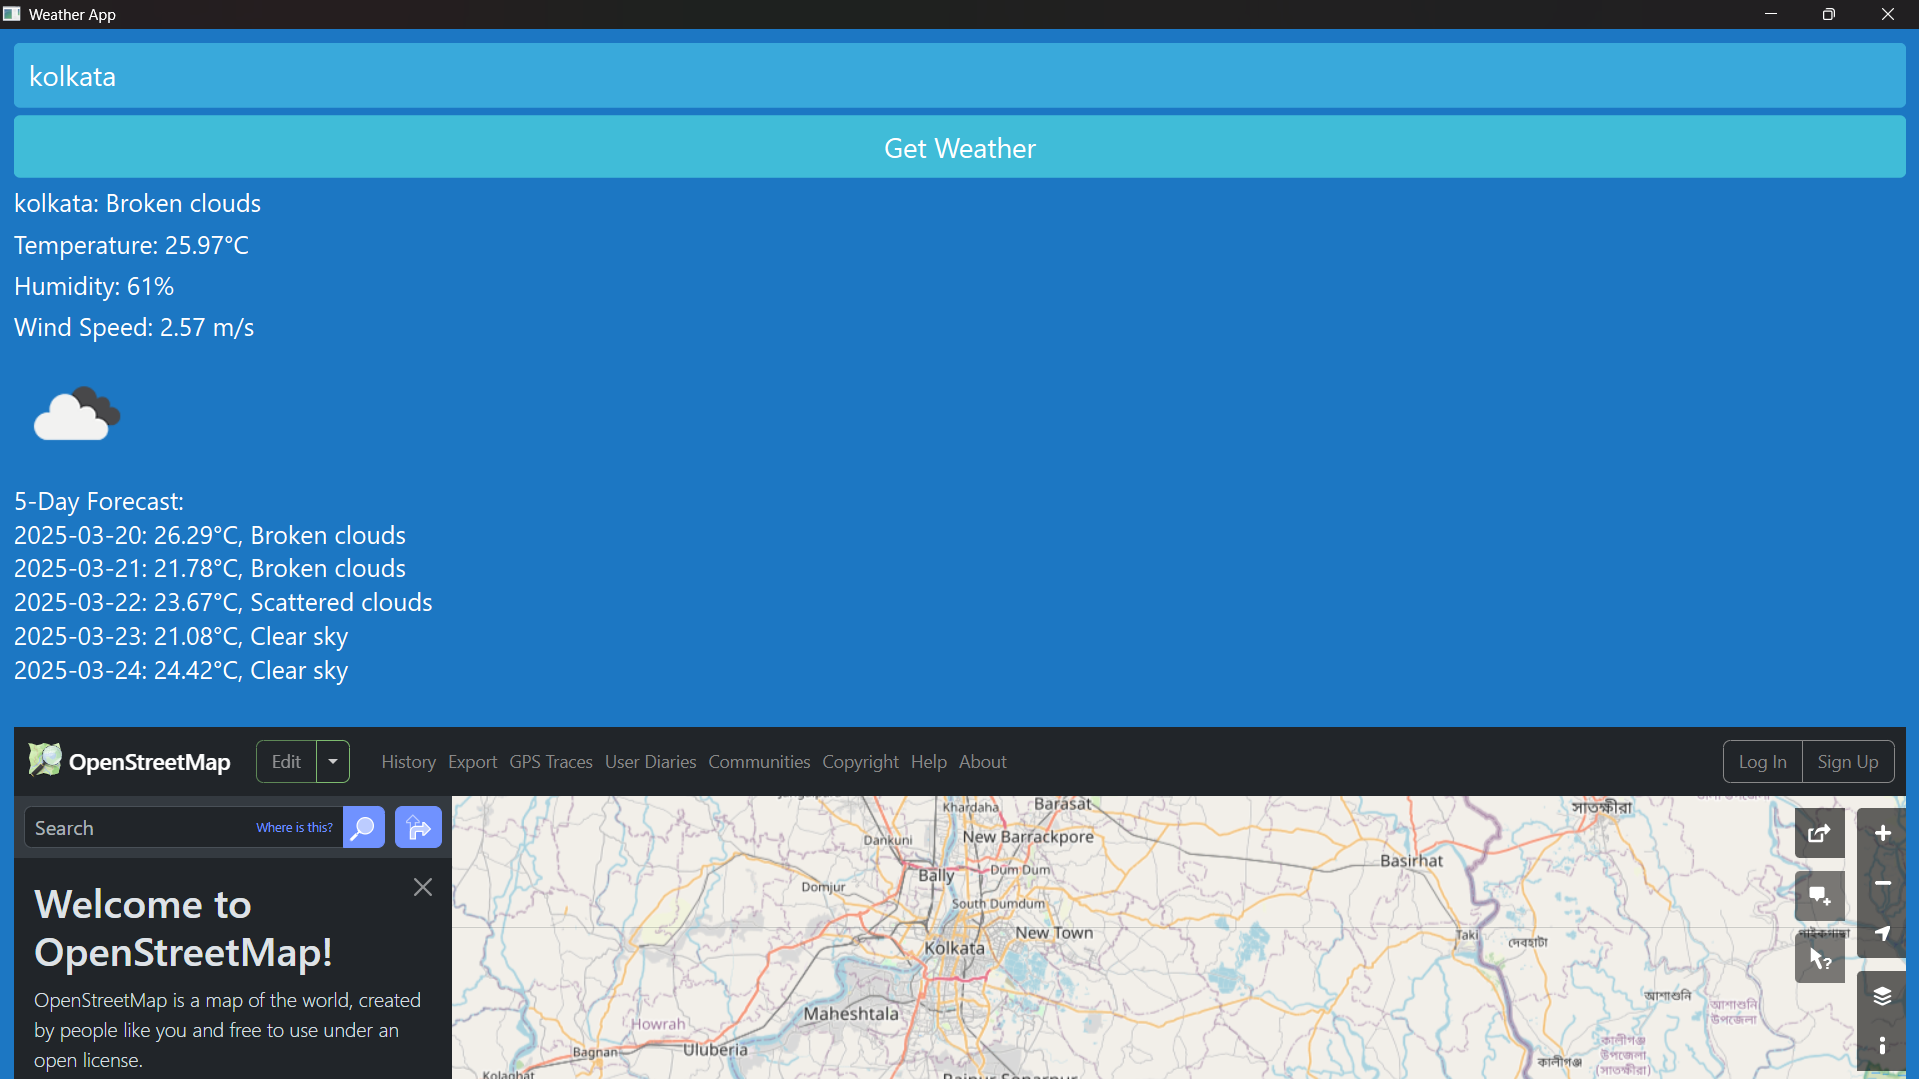 Weather App
kolkata
Get Weather
kolkata: Broken clouds
Temperature: 25.97°C
Humidity: 61%
Wind Speed: 2.57 m/s
5-Day Forecast:
2025-03-20: 26.29°C, Broken clouds
2025-03-21: 21.78°C, Broken clouds
2025-03-22: 23.67°C, Scattered clouds
2025-03-23: 21.08°C, Clear sky
2025-03-24: 24.42°C, Clear sky
OpenStreetMap Edit History Export GPS Traces User Diaries Communities Copyright Help About Log In Sign Up
Search Where is this?
Welcome to
OpenStreetMap!
OpenStreetMap is a map of the world, created
by people like you and free to use under an
open license.
Khardaha
Barasat
সাতক্ষীরা
Dankuni
New Barrackpore
Basirhat
Bally
Dum Dum
Domjur
South Dumdum
New Town
Taki
দেবহাটা
Kolkata
আশাশুনি
আশাশুনি
উপজেলা
Maheshtala
Howrah
Uluberia
Bagnan
কালীগঞ্জ
কালীগঞ্জ
উপজেলা
(সাতক্ষীরা)
Kolaghat